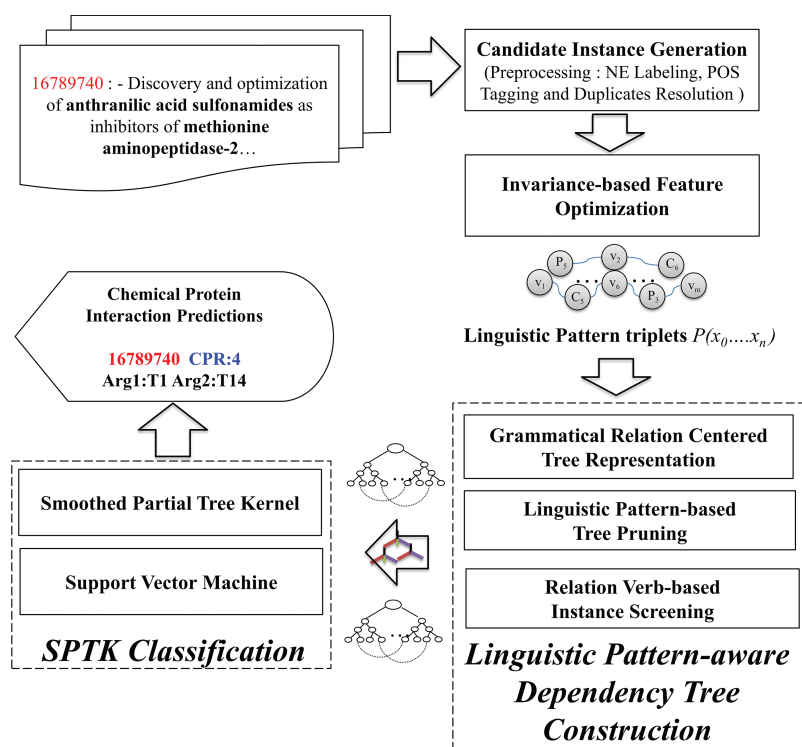 16789740 : - Discovery and optimization
of anthranilic acid sulfonamides as
inhibitors of methionine
aminopeptidase-2…
Candidate Instance Generation
(Preprocessing : NE Labeling, POS
Tagging and Duplicates Resolution )
Invariance-based Feature
Optimization
P5 v2 C6
v1 C5 v6 P3 vm
Linguistic Pattern triplets P(x0....xn)
Grammatical Relation Centered
Tree Representation
Linguistic Pattern-based
Tree Pruning
Relation Verb-based
Instance Screening
Linguistic Pattern-aware
Dependency Tree
Construction
Smoothed Partial Tree Kernel
Support Vector Machine
SPTK Classification
Chemical Protein
Interaction Predictions
16789740 CPR:4
Arg1:T1 Arg2:T14